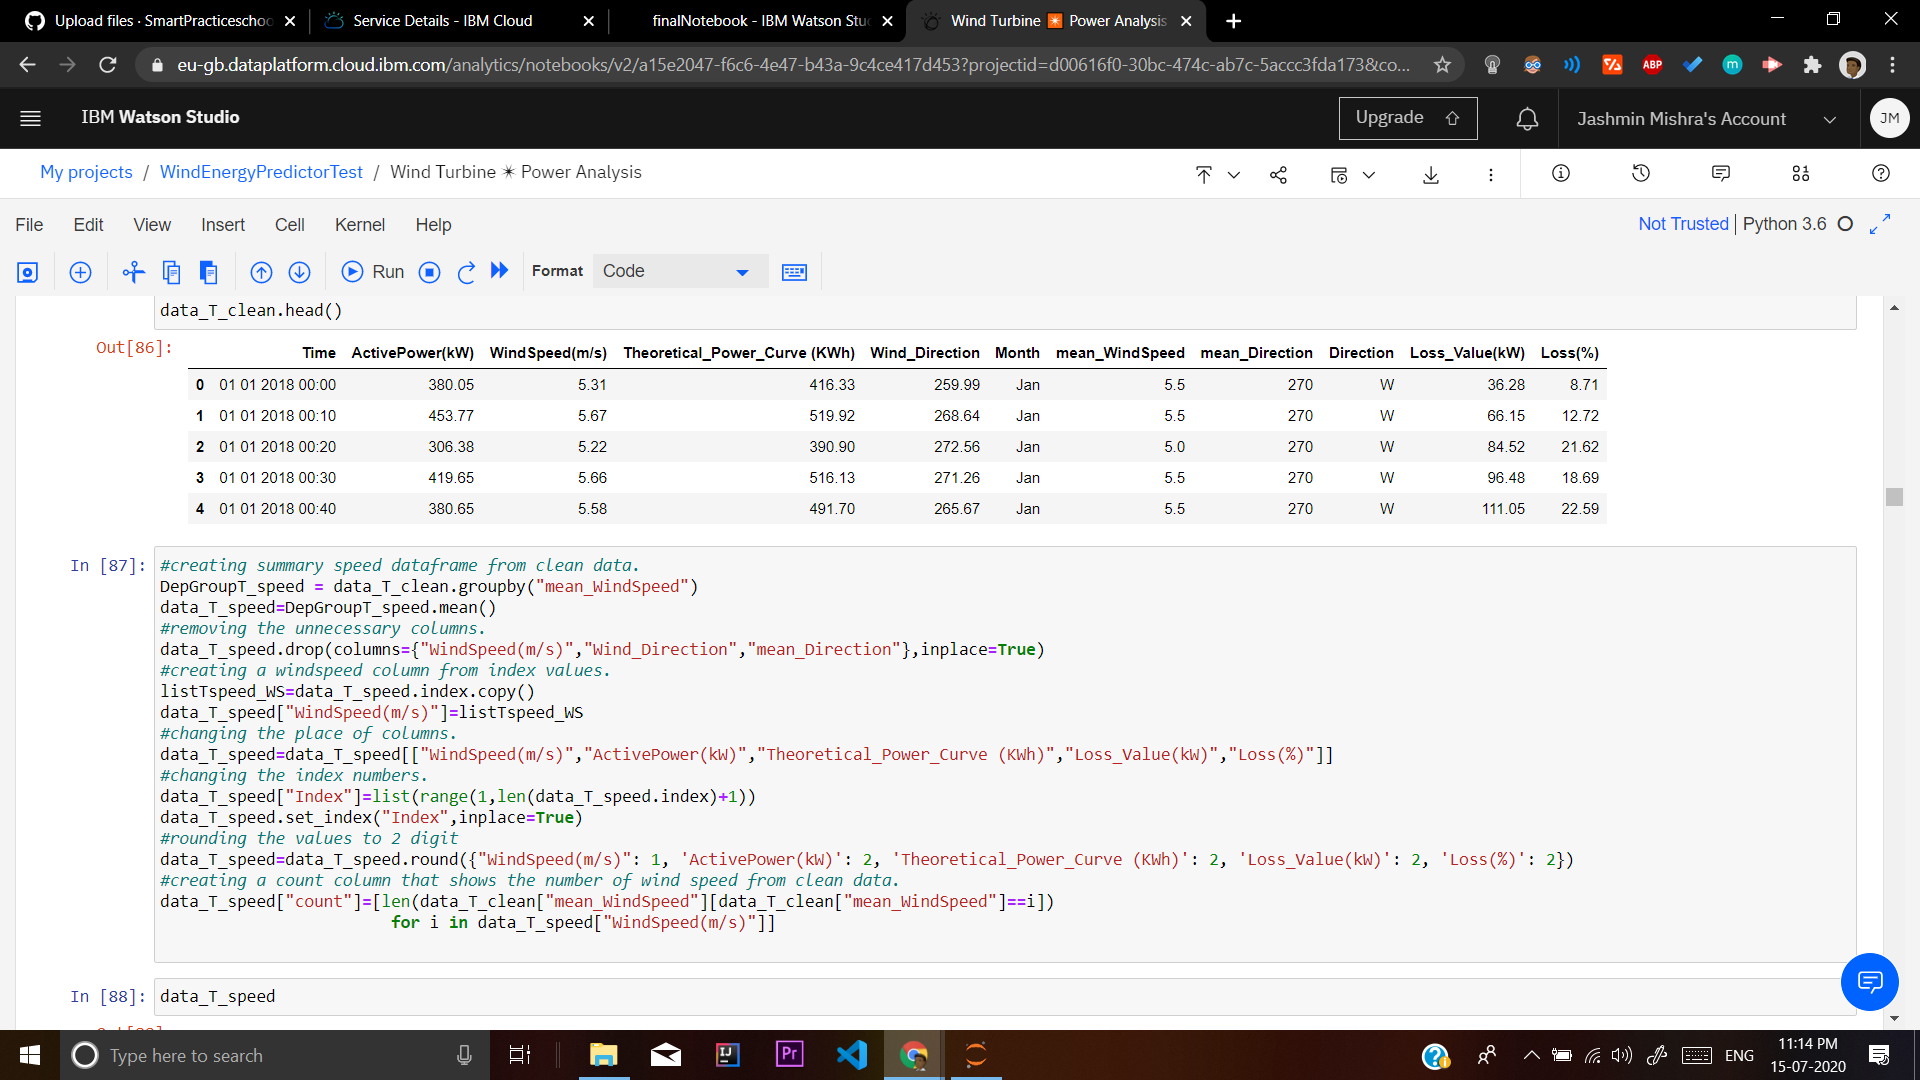 Upload files · SmartPracticeschoo
Service Details - IBM Cloud
finalNotebook - IBM Watson Stu
Wind Turbine ✴ Power Analysis
eu-gb.dataplatform.cloud.ibm.com/analytics/notebooks/v2/a15e2047-f6c6-4e47-b43a-9c4ce417d453?projectid=d00616f0-30bc-474c-ab7c-5accc3fda173&co...
ABP
m
IBM Watson Studio
Upgrade
Jashmin Mishra's Account
JM
My projects / WindEnergyPredictorTest / Wind Turbine ✴ Power Analysis
File Edit View Insert Cell Kernel Help
Not Trusted | Python 3.6
Run
Format
Code
data_T_clean.head()
Out[86]:
Time ActivePower(kW) WindSpeed(m/s) Theoretical_Power_Curve (KWh) Wind_Direction Month mean_WindSpeed mean_Direction Direction Loss_Value(kW) Loss(%)
0 01 01 2018 00:00 380.05 5.31 416.33 259.99 Jan 5.5 270 W 36.28 8.71
1 01 01 2018 00:10 453.77 5.67 519.92 268.64 Jan 5.5 270 W 66.15 12.72
2 01 01 2018 00:20 306.38 5.22 390.90 272.56 Jan 5.0 270 W 84.52 21.62
3 01 01 2018 00:30 419.65 5.66 516.13 271.26 Jan 5.5 270 W 96.48 18.69
4 01 01 2018 00:40 380.65 5.58 491.70 265.67 Jan 5.5 270 W 111.05 22.59
In [87]:
#creating summary speed dataframe from clean data.
DepGroupT_speed = data_T_clean.groupby("mean_WindSpeed")
data_T_speed=DepGroupT_speed.mean()
#removing the unnecessary columns.
data_T_speed.drop(columns={"WindSpeed(m/s)","Wind_Direction","mean_Direction"},inplace=True)
#creating a windspeed column from index values.
listTspeed_WS=data_T_speed.index.copy()
data_T_speed["WindSpeed(m/s)"]=listTspeed_WS
#changing the place of columns.
data_T_speed=data_T_speed[["WindSpeed(m/s)","ActivePower(kW)","Theoretical_Power_Curve (KWh)","Loss_Value(kW)","Loss(%)"]]
#changing the index numbers.
data_T_speed["Index"]=list(range(1,len(data_T_speed.index)+1))
data_T_speed.set_index("Index",inplace=True)
#rounding the values to 2 digit
data_T_speed=data_T_speed.round({"WindSpeed(m/s)": 1, 'ActivePower(kW)': 2, 'Theoretical_Power_Curve (KWh)': 2, 'Loss_Value(kW)': 2, 'Loss(%)': 2})
#creating a count column that shows the number of wind speed from clean data.
data_T_speed["count"]=[len(data_T_clean["mean_WindSpeed"][data_T_clean["mean_WindSpeed"]==i])
for i in data_T_speed["WindSpeed(m/s)"]]
In [88]:
data_T_speed
Type here to search
IJ
Pr
ENG
11:14 PM
15-07-2020